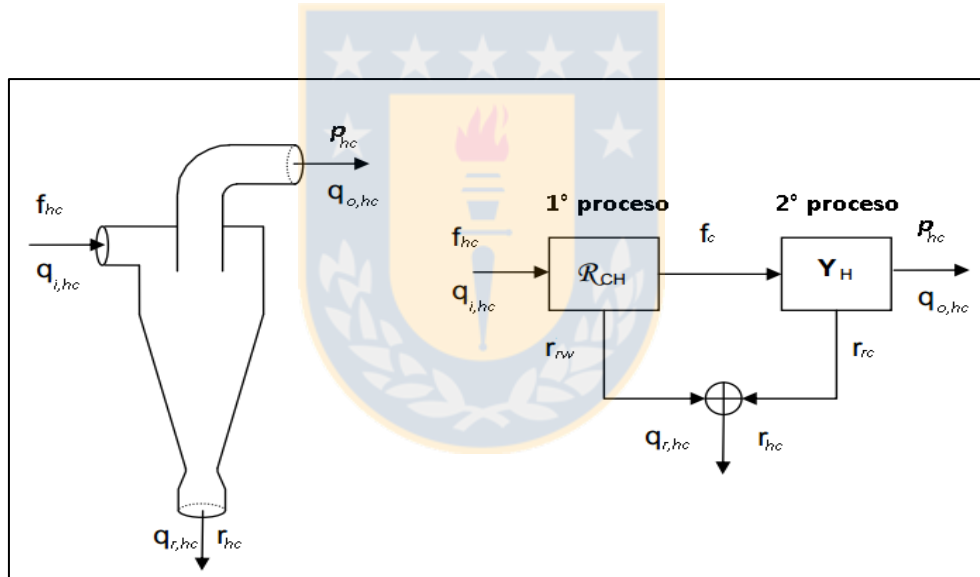 p_hc
q_o,hc
f_hc
q_i,hc
q_r,hc r_hc
1° proceso
2° proceso
f_hc
q_i,hc
ℛ_CH
f_c
Y_H
p_hc
q_o,hc
r_rw
r_rc
q_r,hc
r_hc